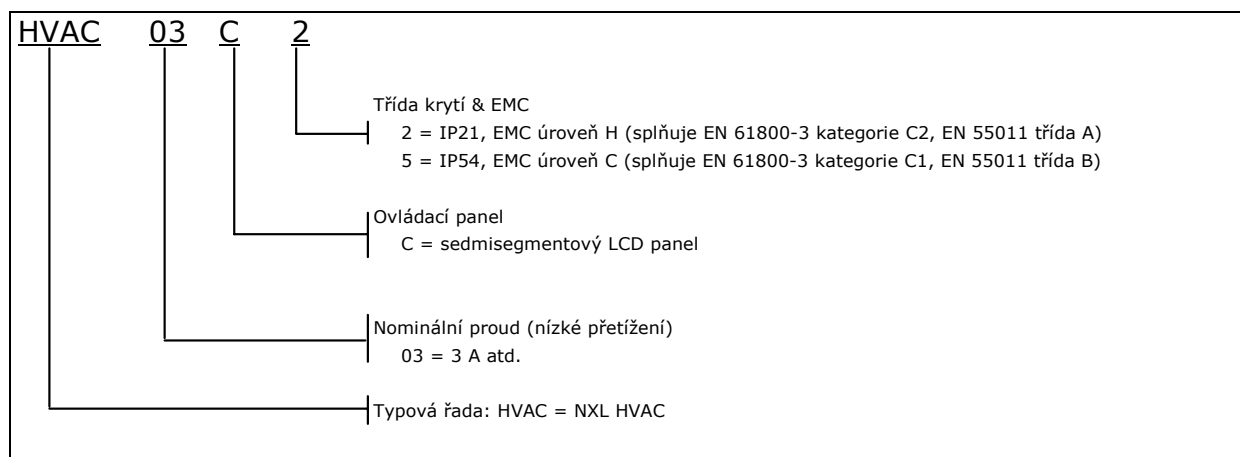 HVAC 03 C 2
Třída krytí & EMC
2 = IP21, EMC úroveň H (splňuje EN 61800-3 kategorie C2, EN 55011 třída A)
5 = IP54, EMC úroveň C (splňuje EN 61800-3 kategorie C1, EN 55011 třída B)
Ovládací panel
C = sedmisegmentový LCD panel
Nominální proud (nízké přetížení)
03 = 3 A atd.
Typová řada: HVAC = NXL HVAC